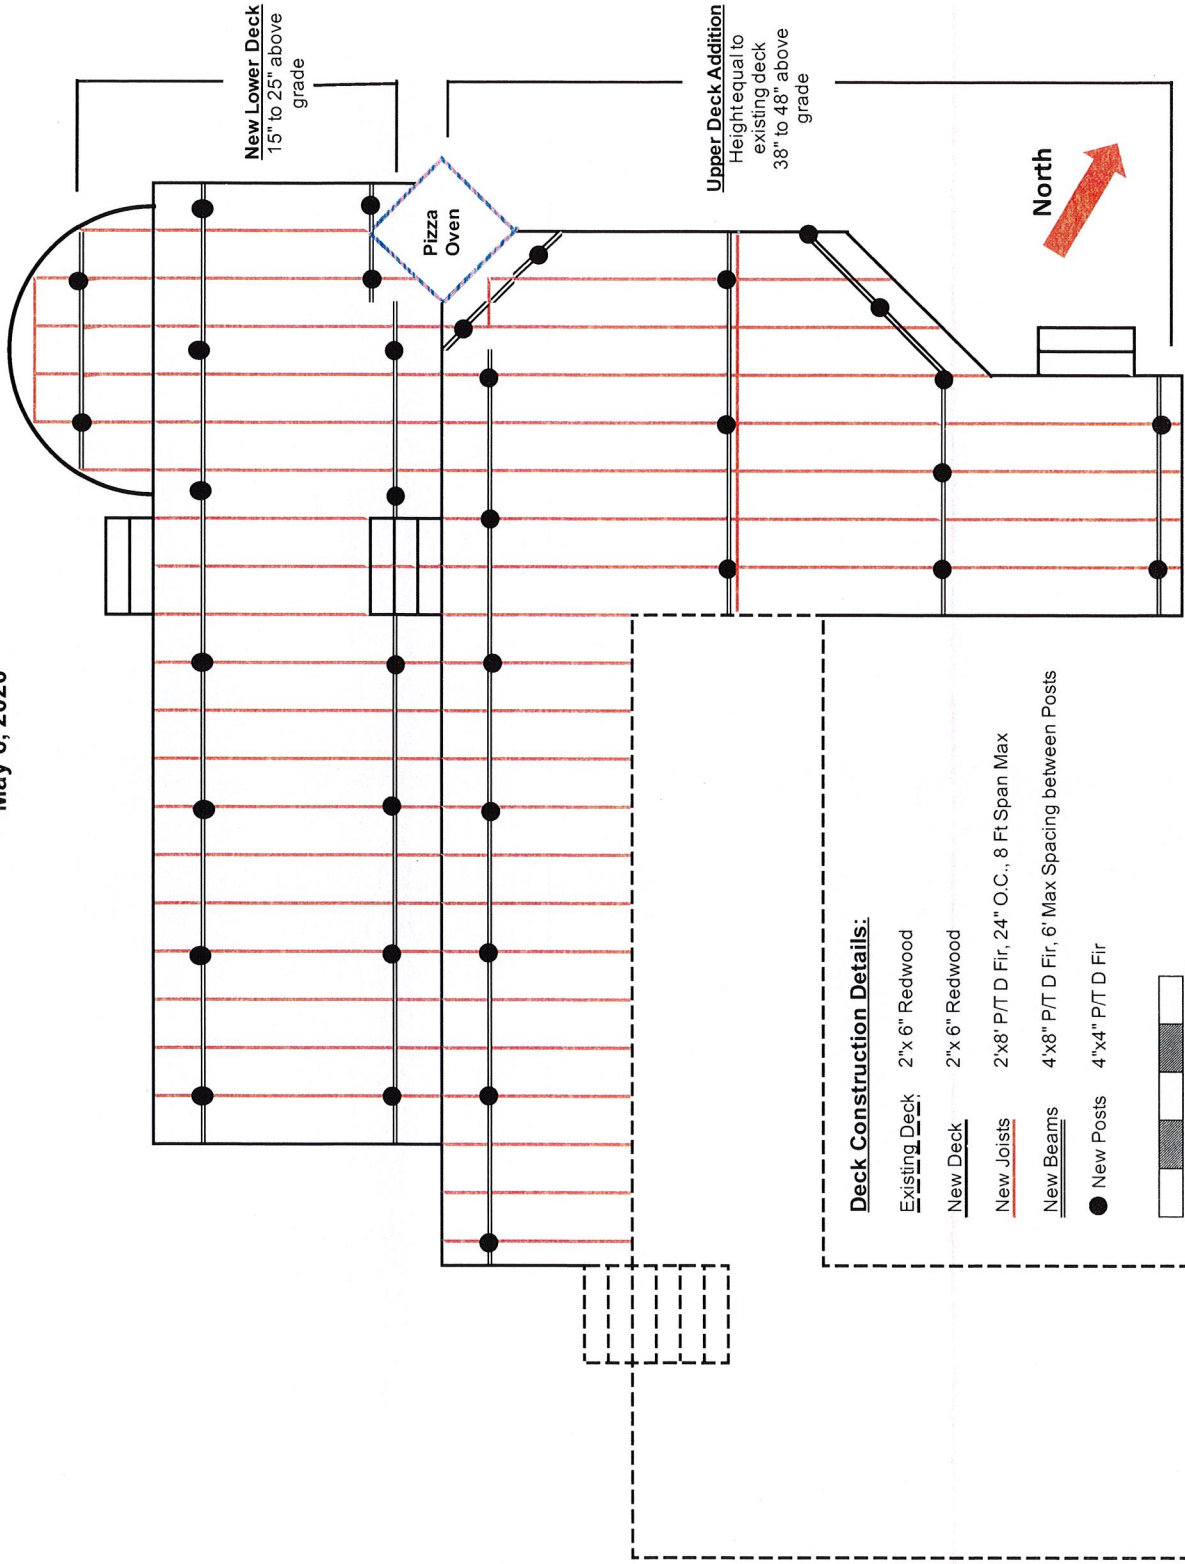 May
New Lower Deck
15" to 25" above
grade
Pizza
Oven
Upper Deck Addition
Height equal to
existing deck
38" to 48" above
grade
North
Deck Construction Details:
Existing Deck 2"x 6" Redwood
New Deck 2"x 6" Redwood
New Joists 2'x8' P/T D Fir, 24" O.C., 8 Ft Span Max
New Beams 4'x8" P/T D Fir, 6' Max Spacing between Posts
New Posts 4"x4" P/T D Fir